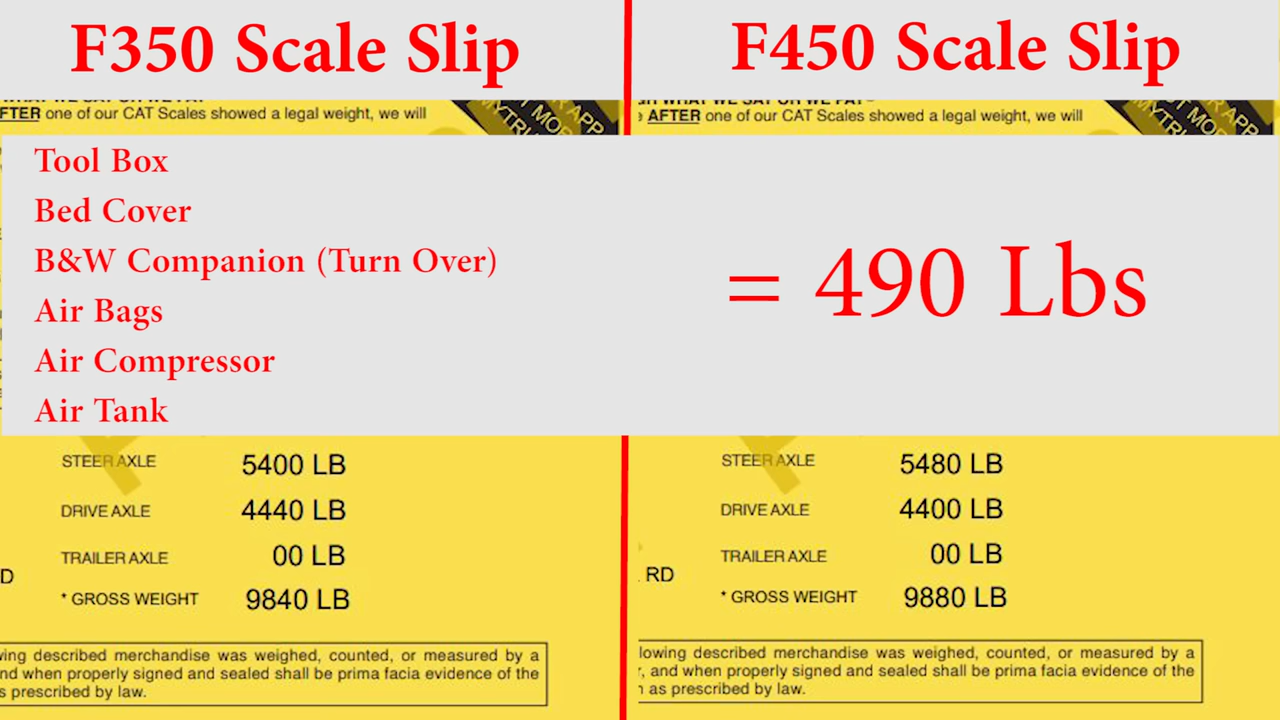 F350 Scale Slip
F450 Scale Slip
FTER one of our CAT Scales showed a legal weight, we will
AFTER one of our CAT Scales showed a legal weight, we will
Tool Box
Bed Cover
B&W Companion (Turn Over)
Air Bags
Air Compressor
Air Tank
= 490 Lbs
STEER AXLE 5400 LB
DRIVE AXLE 4440 LB
TRAILER AXLE 00 LB
D
* GROSS WEIGHT 9840 LB
ving described merchandise was weighed, counted, or measured by a
nd when properly signed and sealed shall be prima facia evidence of the
s prescribed by law.
STEER AXLE 5480 LB
DRIVE AXLE 4400 LB
TRAILER AXLE 00 LB
RD
* GROSS WEIGHT 9880 LB
lowing described merchandise was weighed, counted, or measured by a
, and when properly signed and sealed shall be prima facia evidence of the
n as prescribed by law.